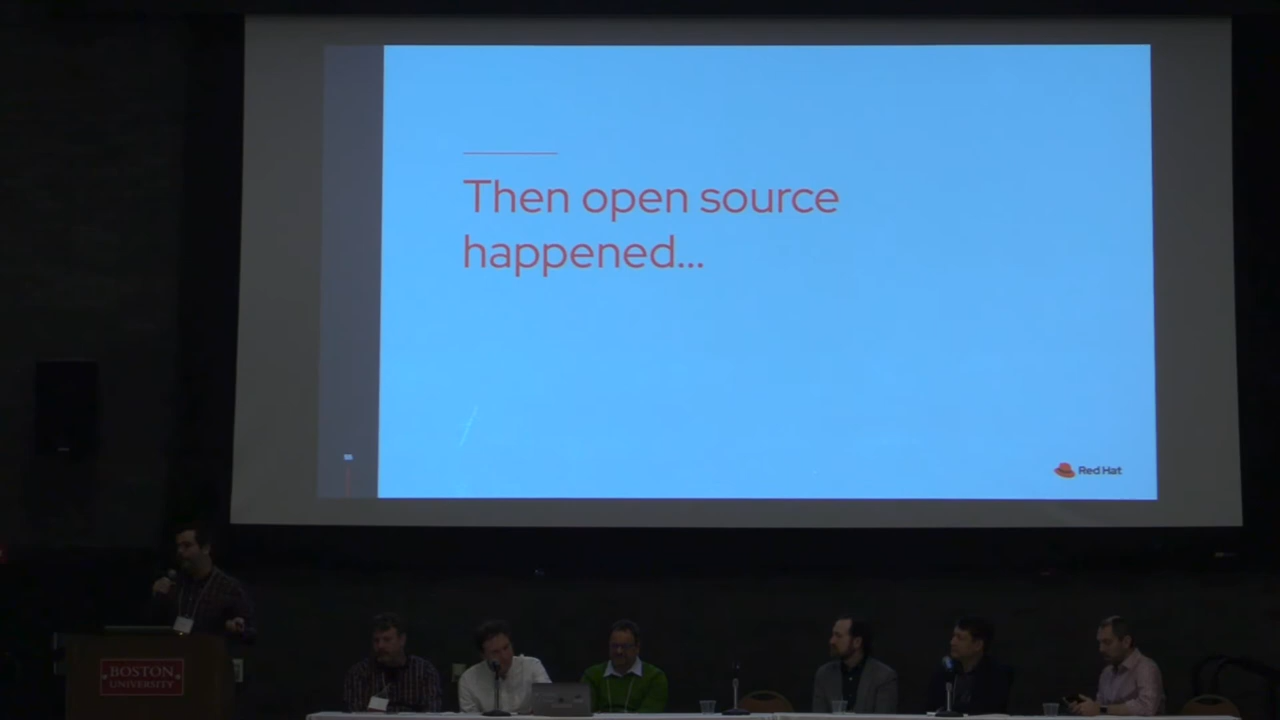 Then open source
happened...
Red Hat
BOSTON
UNIVERSITY